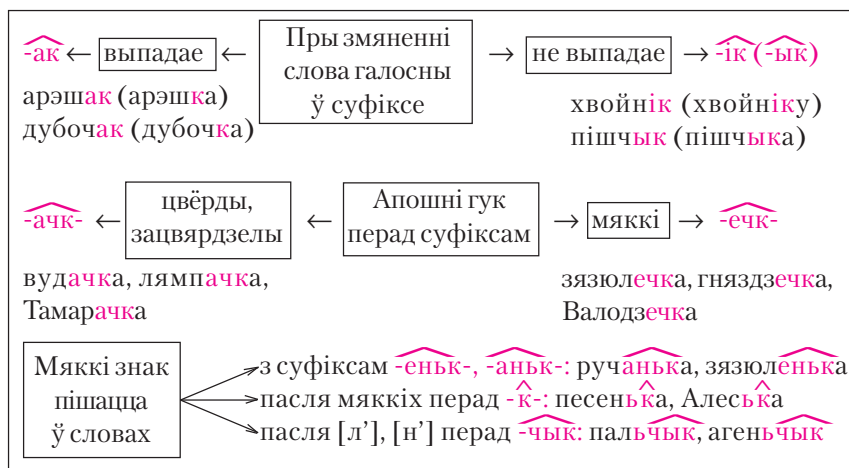 -ак ← выпадае ← Пры змяненні слова галосны ў суфіксе → не выпадае → -ік (-ык)
арэшак (арэшка)
дубочак (дубочка)
хвойнік (хвойніку)
пішчык (пішчыка)
-ачк- ← цвёрды, зацвярдзелы ← Апошні гук перад суфіксам → мяккі → -ечк-
вудачка, лямпачка,
Тамарачка
зязюлечка, гняздзечка,
Валодзечка
Мяккі знак
пішацца
ў словах
з суфіксам -еньк-, -аньк-: ручанька, зязюленька
пасля мяккіх перад -к-: песенька, Алеська
пасля [л’], [н’] перад -чык: пальчык, агеньчык